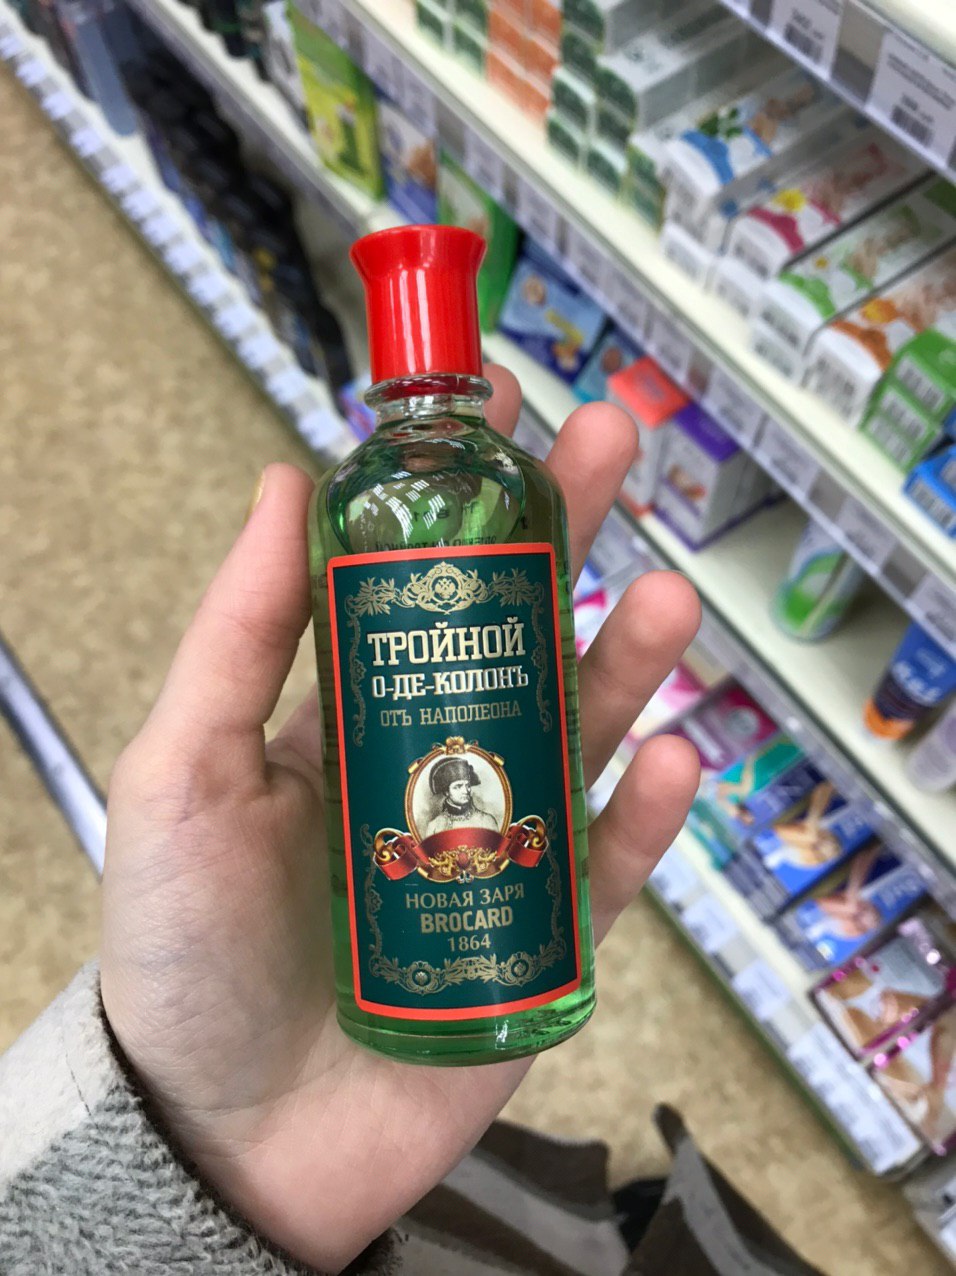 ТРОЙНОЙ
О-ДЕ-КОЛОНЪ
ОТЪ НАПОЛЕОНА
НОВАЯ ЗАРЯ
BROCARD
1864